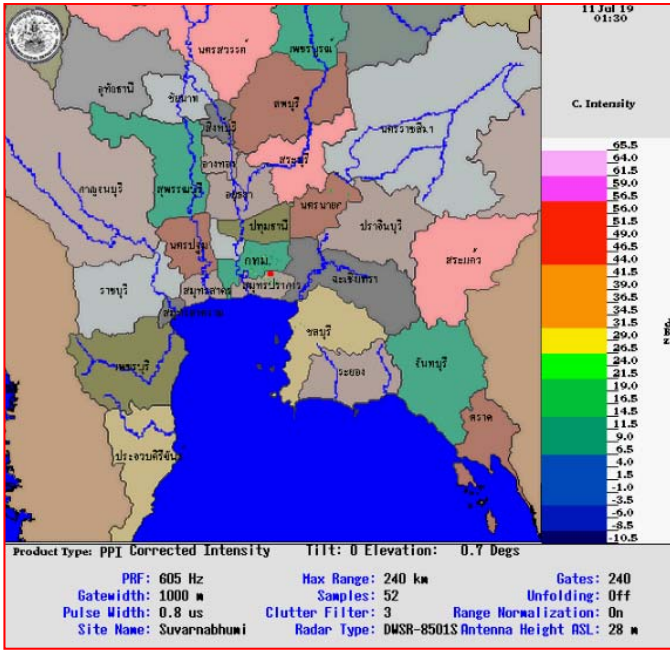 11 Jul 19
01:30
C. Intensity
นครสวรรค์
เพชรบูรณ์
อุทัยธานี
ชัยนาท
ลพบุรี
สิงหบุรี
นครราชสีมา
อ่างทอง
สระบุรี
กาญจนบุรี
สุพรรณบุรี
อยุธยา
นครนายก
ปราจีนบุรี
ปทุมธานี
นครปฐม
กทม.
สระแก้ว
ราชบุรี
สมุทรสาคร
สมุทรปราการ
ฉะเชิงเทรา
ชลบุรี
เพชรบุรี
ระยอง
จันทบุรี
ตราด
ประจวบคีรีขันธ์
65.5
64.0
61.5
59.0
56.5
56.0
51.5
49.0
46.5
44.0
41.5
39.0
36.5
34.0
31.5
29.0
26.5
24.0
21.5
19.0
16.5
14.5
11.5
9.0
6.5
4.0
1.5
-1.0
-3.5
-6.0
-8.5
-10.5
Product Type: PPI Corrected Intensity Tilt: 0 Elevation: 0.7 Degs
PRF: 605 Hz Max Range: 240 km Gates: 240
Gatewidth: 1000 m Samples: 52 Unfolding: Off
Pulse Width: 0.8 us Clutter Filter: 3 Range Normalization: On
Site Name: Suvarnabhumi Radar Type: DWSR-8501S Antenna Height ASL: 28 m